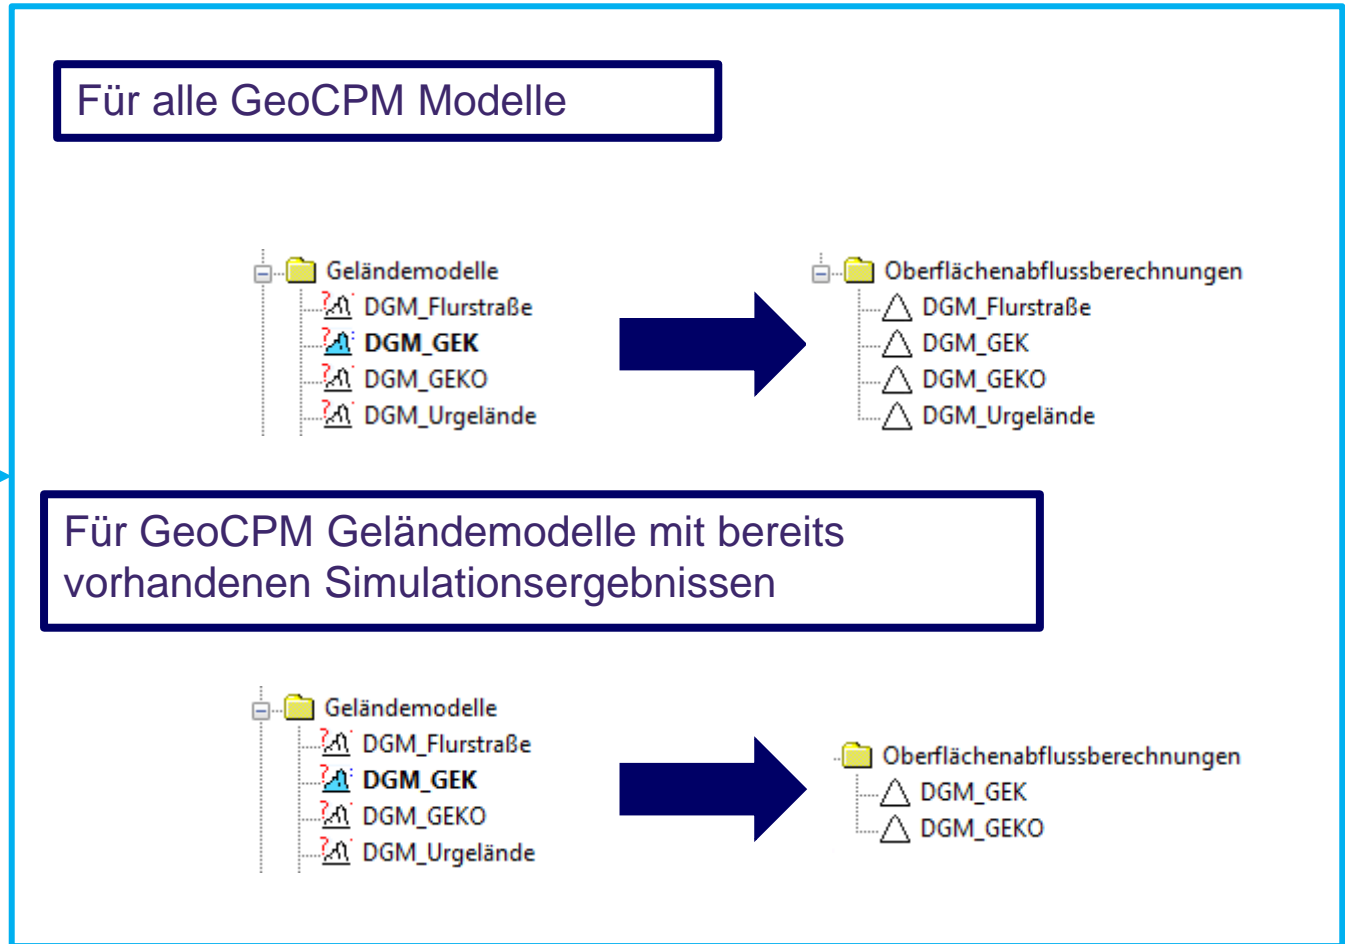 Für alle GeoCPM Modelle
Geländemodelle
DGM_Flurstraße
DGM_GEK
DGM_GEKO
DGM_Urgelände
Oberflächenabflussberechnungen
DGM_Flurstraße
DGM_GEK
DGM_GEKO
DGM_Urgelände
Für GeoCPM Geländemodelle mit bereits
vorhandenen Simulationsergebnissen
Geländemodelle
DGM_Flurstraße
DGM_GEK
DGM_GEKO
DGM_Urgelände
Oberflächenabflussberechnungen
DGM_GEK
DGM_GEKO